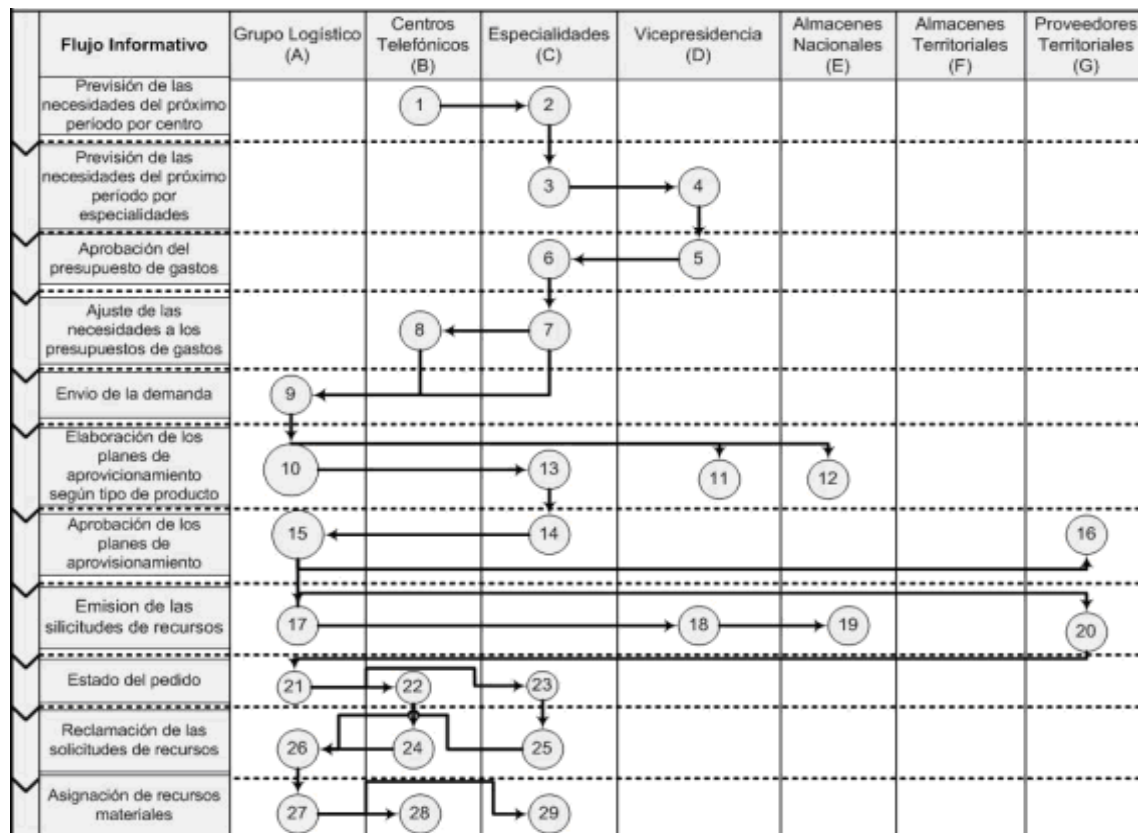 Flujo Informativo
Grupo Logístico
(A)
Centros
Telefónicos
(B)
Especialidades
(C)
Vicepresidencia
(D)
Almacenes
Nacionales
(E)
Almacenes
Territoriales
(F)
Proveedores
Territoriales
(G)
Previsión de las
necesidades del próximo
período por centro
1
2
Previsión de las
necesidades del próximo
período por
especialidades
3
4
Aprobación del
presupuesto de gastos
6
5
Ajuste de las
necesidades a los
presupuestos de gastos
8
7
Envio de la demanda
9
Elaboración de los
planes de
aprovicionamiento
según tipo de producto
10
13
11
12
Aprobación de los
planes de
aprovisionamiento
15
14
16
Emision de las
silicitudes de recursos
17
18
19
20
Estado del pedido
21
22
23
Reclamación de las
solicitudes de recursos
26
24
25
Asignación de recursos
materiales
27
28
29